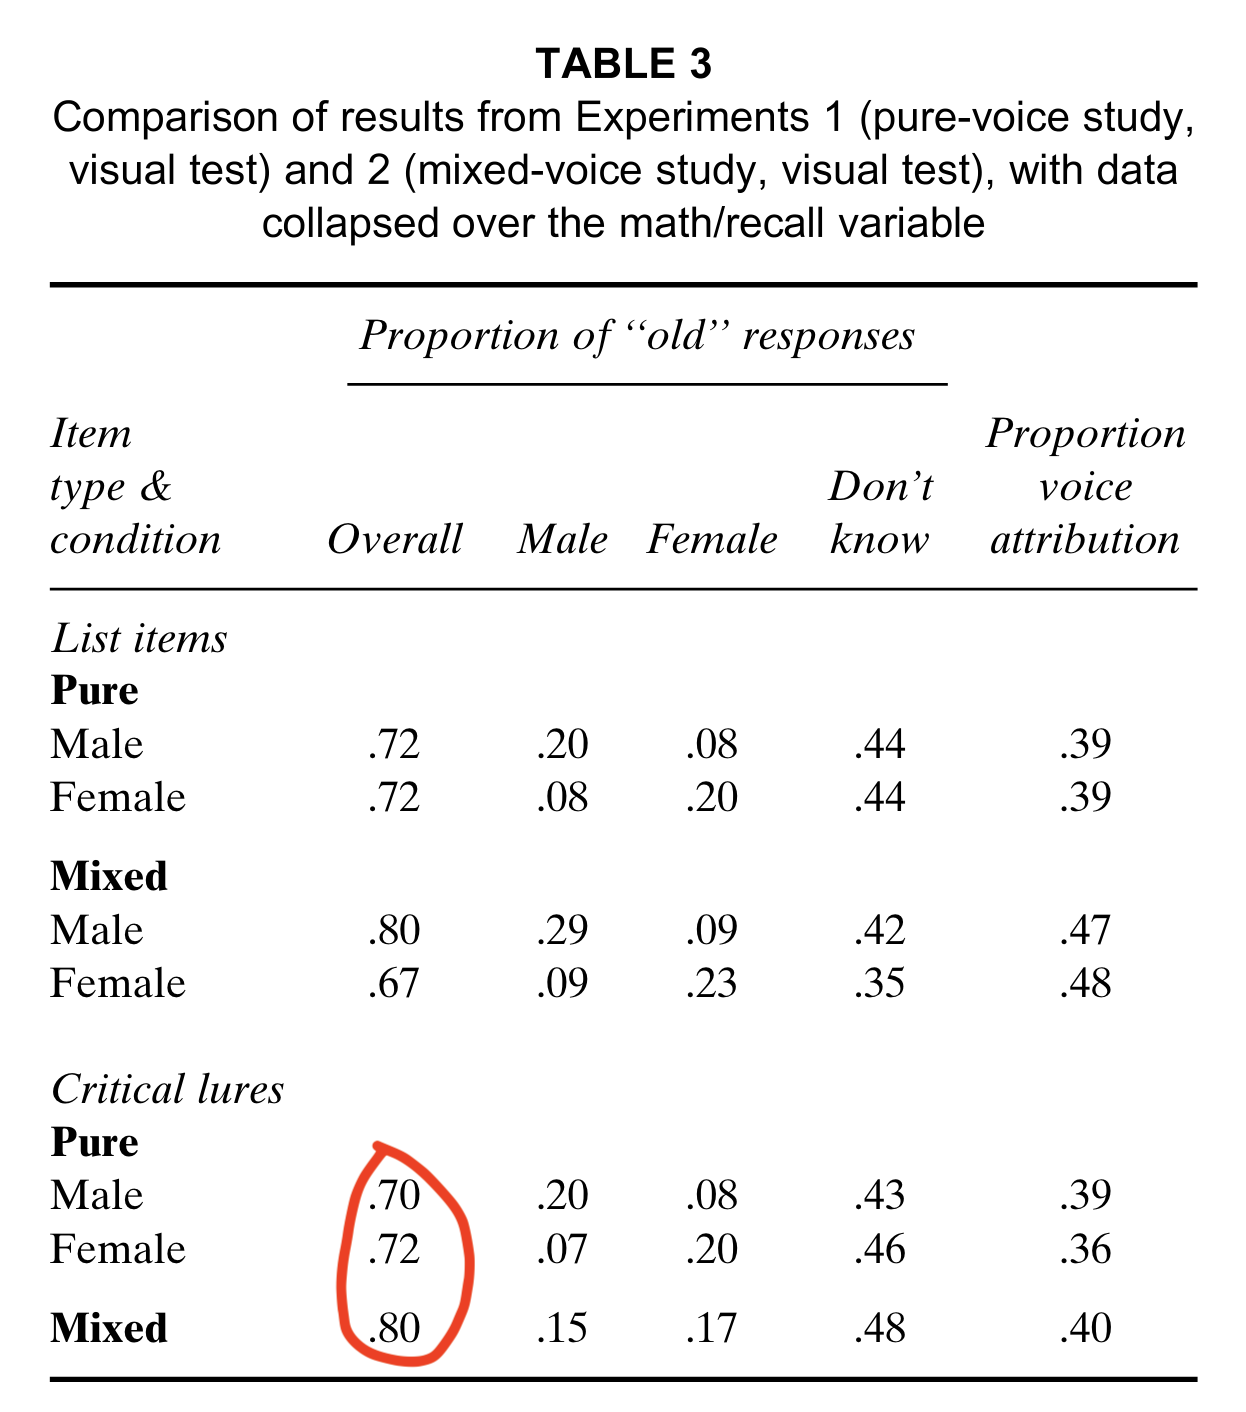 TABLE 3
Comparison of results from Experiments 1 (pure-voice study,
visual test) and 2 (mixed-voice study, visual test), with data
collapsed over the math/recall variable
Proportion of ‘‘old’’ responses
Item Proportion
type & Don’t voice
condition Overall Male Female know attribution
List items
Pure
Male .72 .20 .08 .44 .39
Female .72 .08 .20 .44 .39
Mixed
Male .80 .29 .09 .42 .47
Female .67 .09 .23 .35 .48
Critical lures
Pure
Male .70 .20 .08 .43 .39
Female .72 .07 .20 .46 .36
Mixed .80 .15 .17 .48 .40